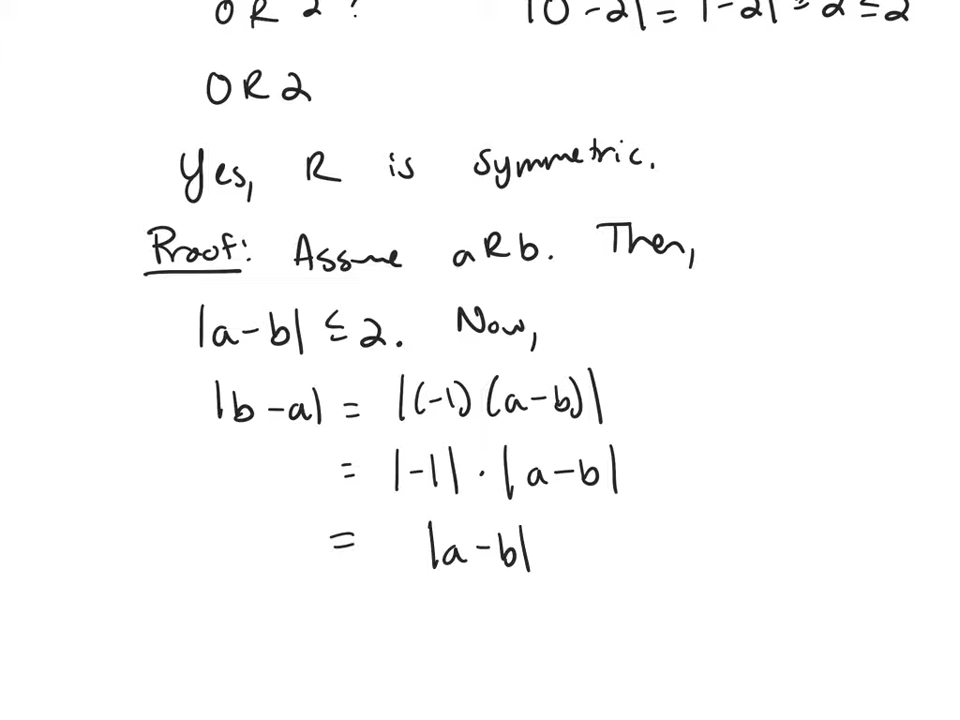 0 R 2 ? |0-2| = |-2| = 2 ≤ 2
0 R 2
Yes, R is symmetric.
Proof: Assume aRb. Then,
|a-b| ≤ 2. Now,
|b-a| = |(-1)(a-b)|
= |-1| · |a-b|
= |a-b|